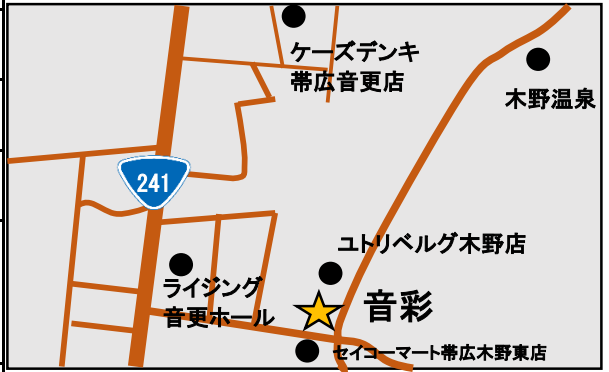 ケーズデンキ
帯広音更店
木野温泉
241
ユトリベルグ木野店
ライジング
音更ホール
音彩
セイコーマート帯広木野東店